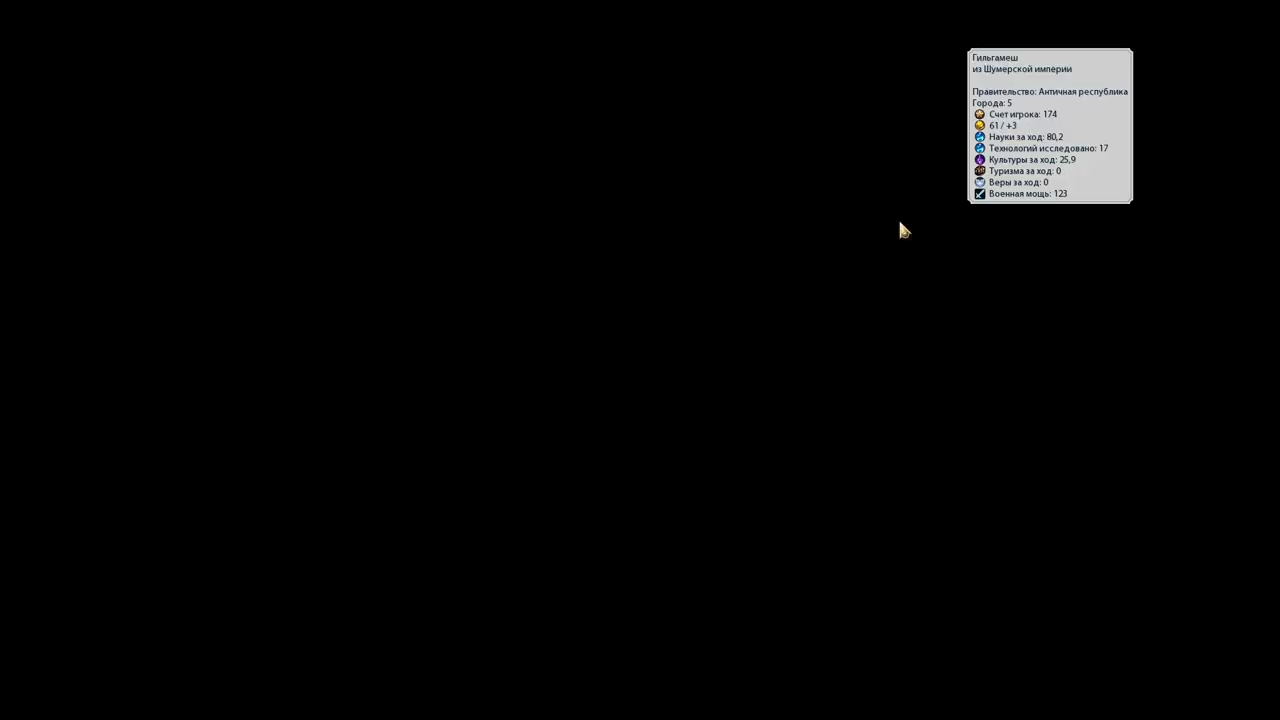 Гильгамеш
из Шумерской империи
Правительство: Античная республика
Города: 5
Счет игрока: 174
61 / +3
Науки за ход: 80,2
Технологий исследовано: 17
Культуры за ход: 25,9
Туризма за ход: 0
Веры за ход: 0
Военная мощь: 123